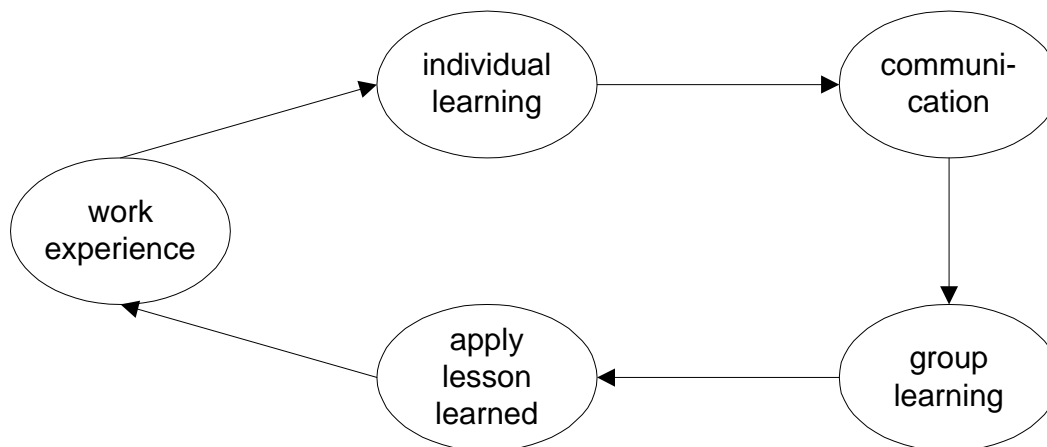 individual
learning
communi-
cation
work
experience
apply
lesson
learned
group
learning